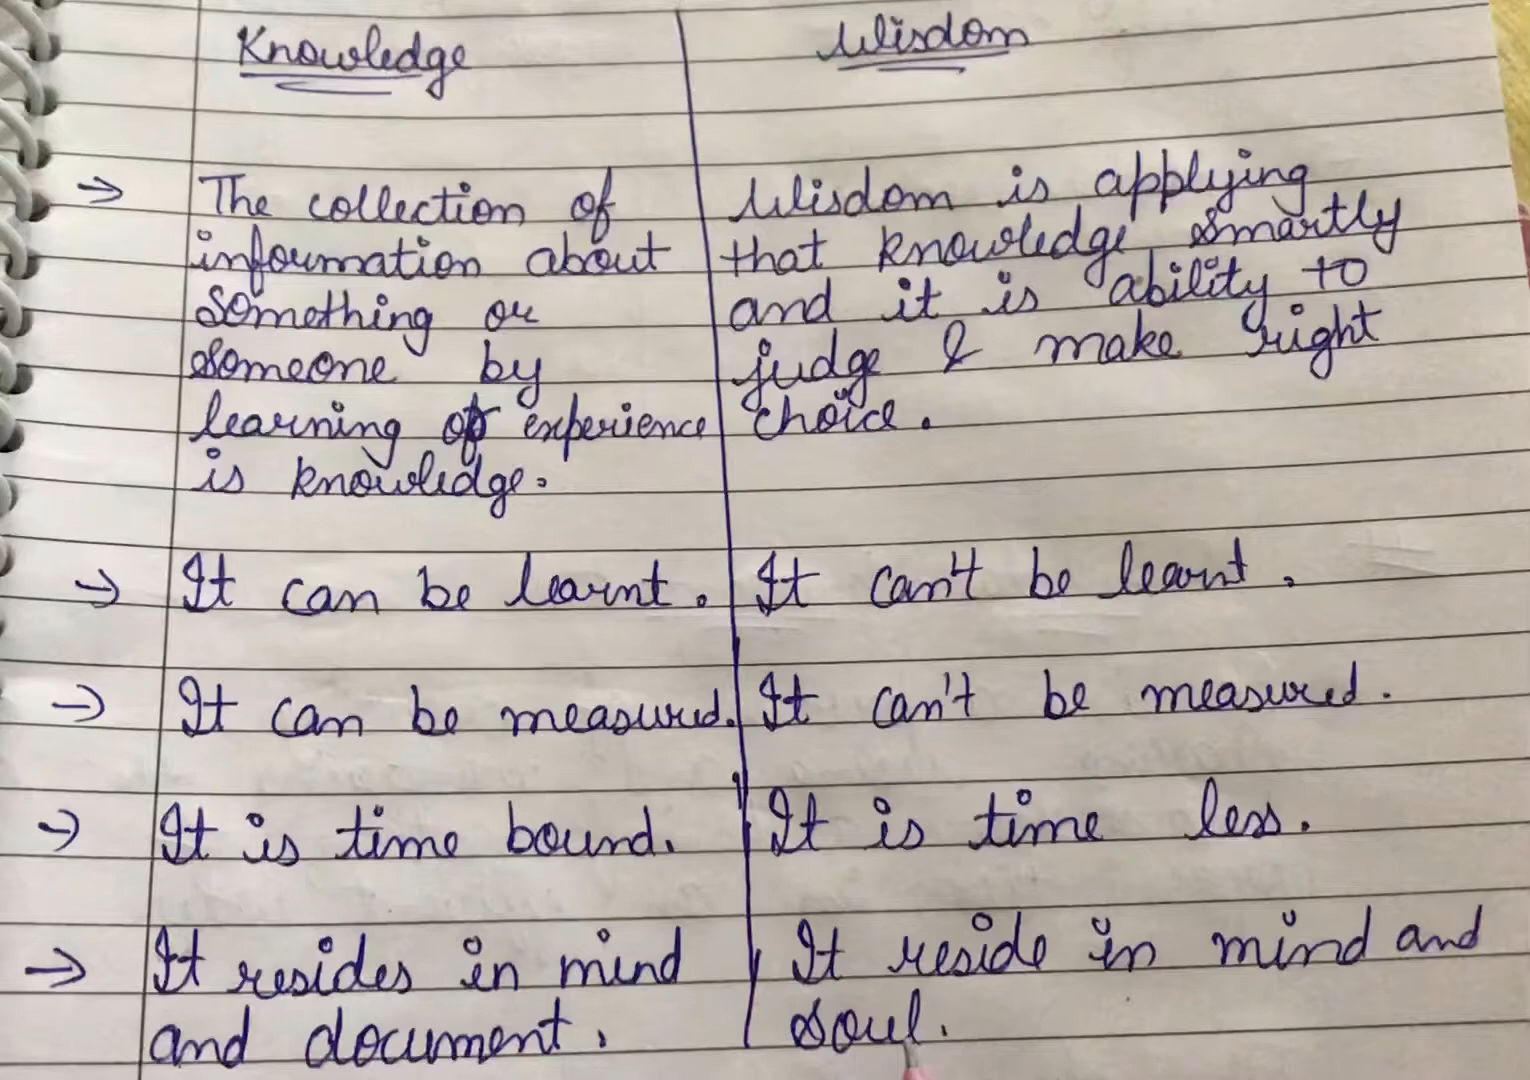 Knowledge
Wisdom
→ The collection of
information about
something or
someone by
learning or experience
is knowledge.
Wisdom is applying
that knowledge smartly
and it is ability to
judge & make right
choice.
→ It can be learnt.
It can't be learnt.
→ It can be measured.
It can't be measured.
→ It is time bound.
It is time less.
→ It resides in mind
and document.
It reside in mind and
soul.